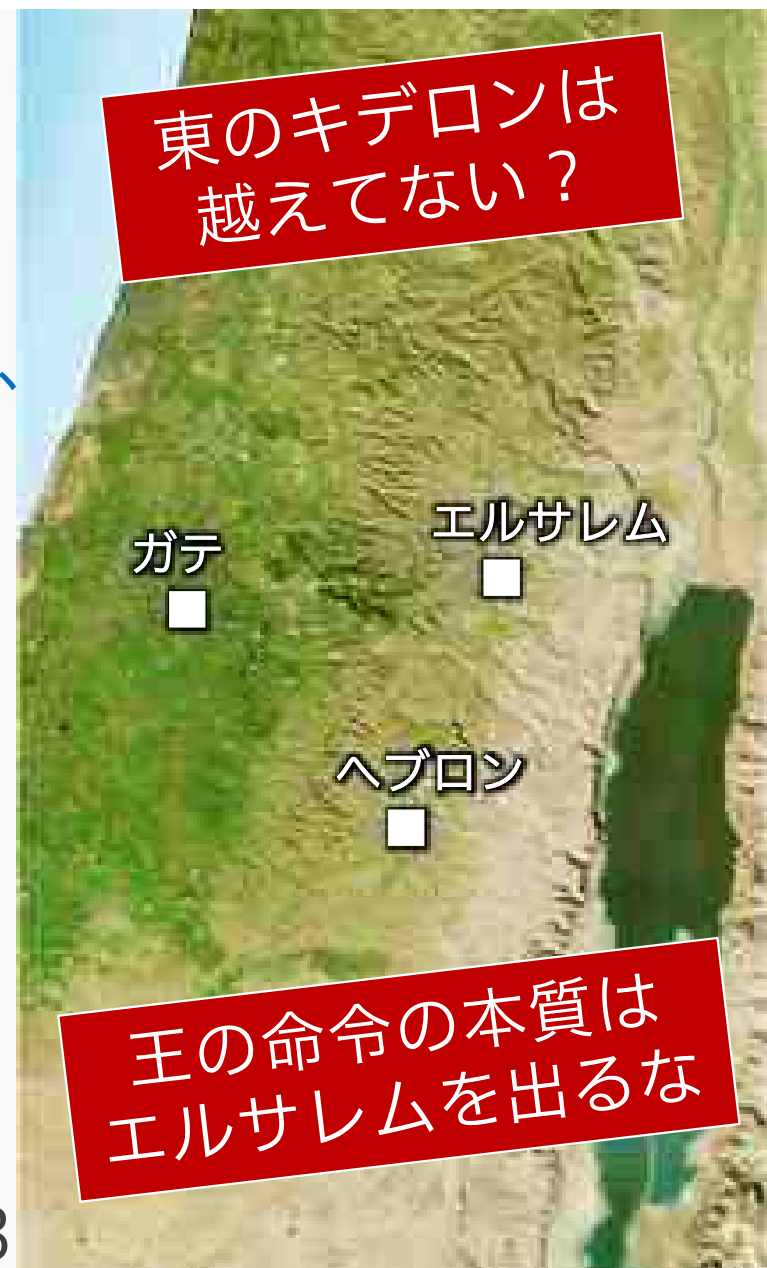 東のキデロンは
越えてない？
、
エルサレム
ガテ
ヘブロン
王の命令の本質は
エルサレムを出るな
3